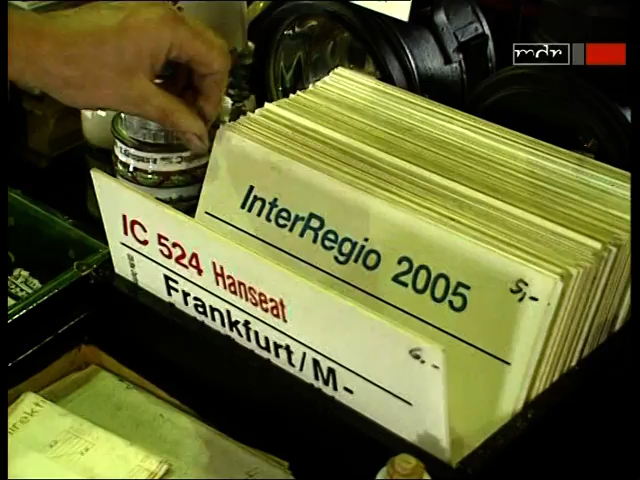 mdr
InterRegio 2005
5,-
IC 524 Hanseat
Frankfurt/M-
6,-